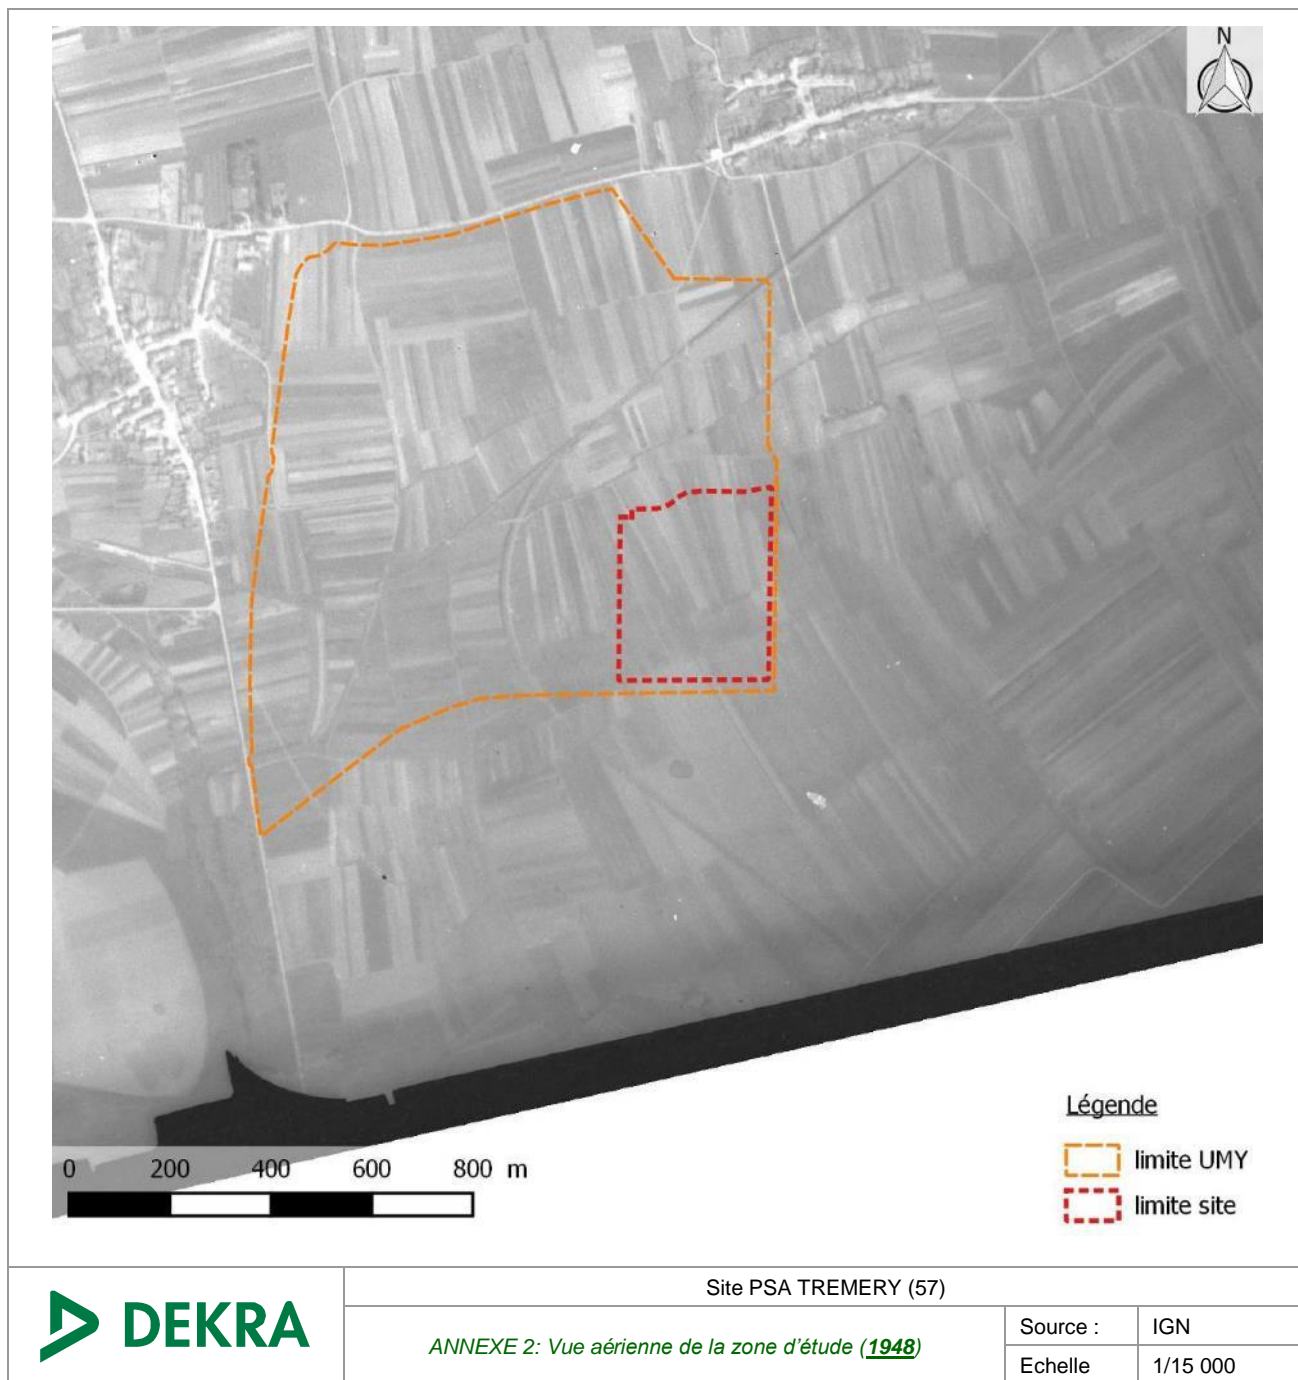 N
Légende
limite UMY
limite site
0 200 400 600 800 m
DEKRA
Site PSA TREMERY (57)
ANNEXE 2: Vue aérienne de la zone d'étude (1948)
Source : IGN
Echelle 1/15 000